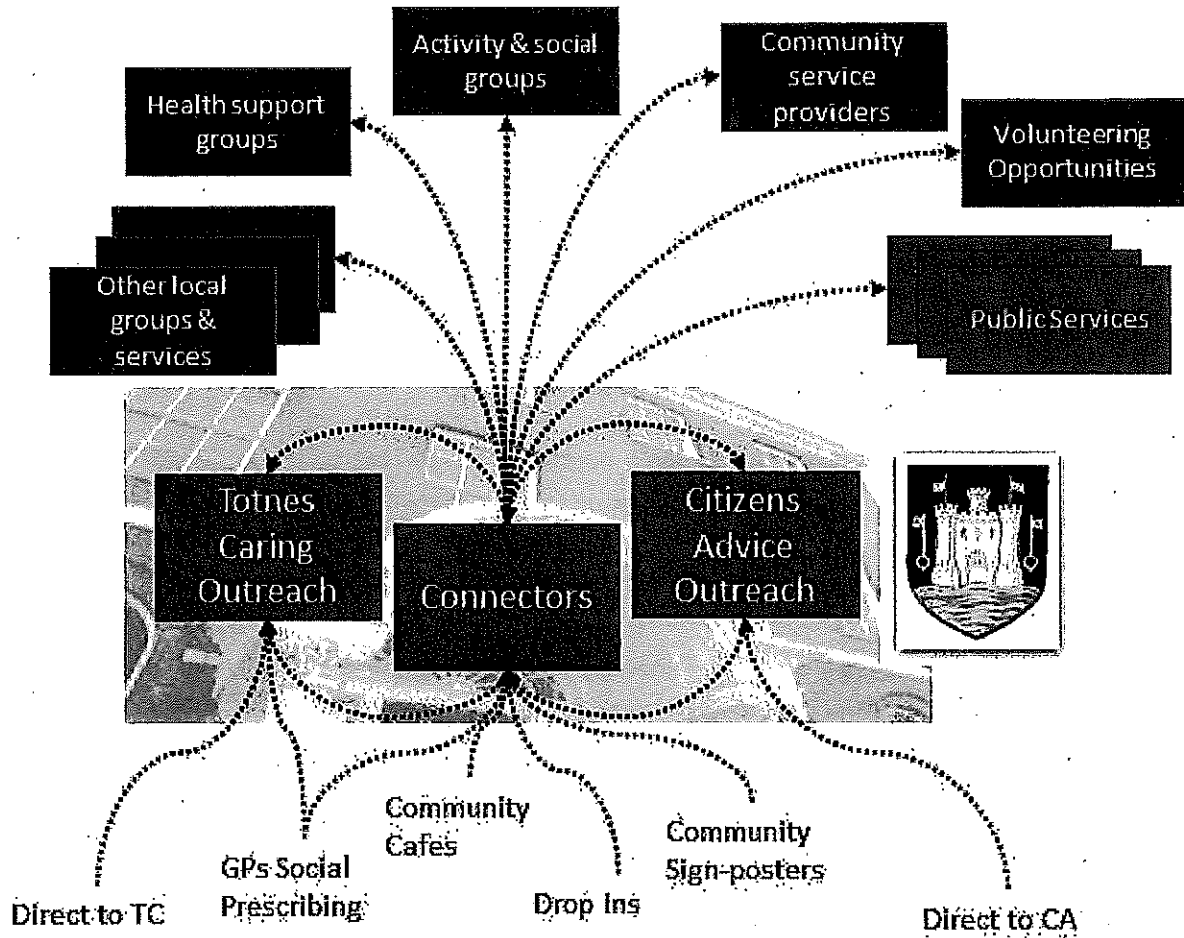 Activity & social
groups
Community
service
providers
Health support
groups
Volunteering
Opportunities
Other local
groups &
services
Public Services
Totnes
Caring
Outreach
Connectors
Citizens
Advice
Outreach
Community
Cafes
Community
Sign-posters
GPs Social
Prescribing
Drop Ins
Direct to TC
Direct to CA